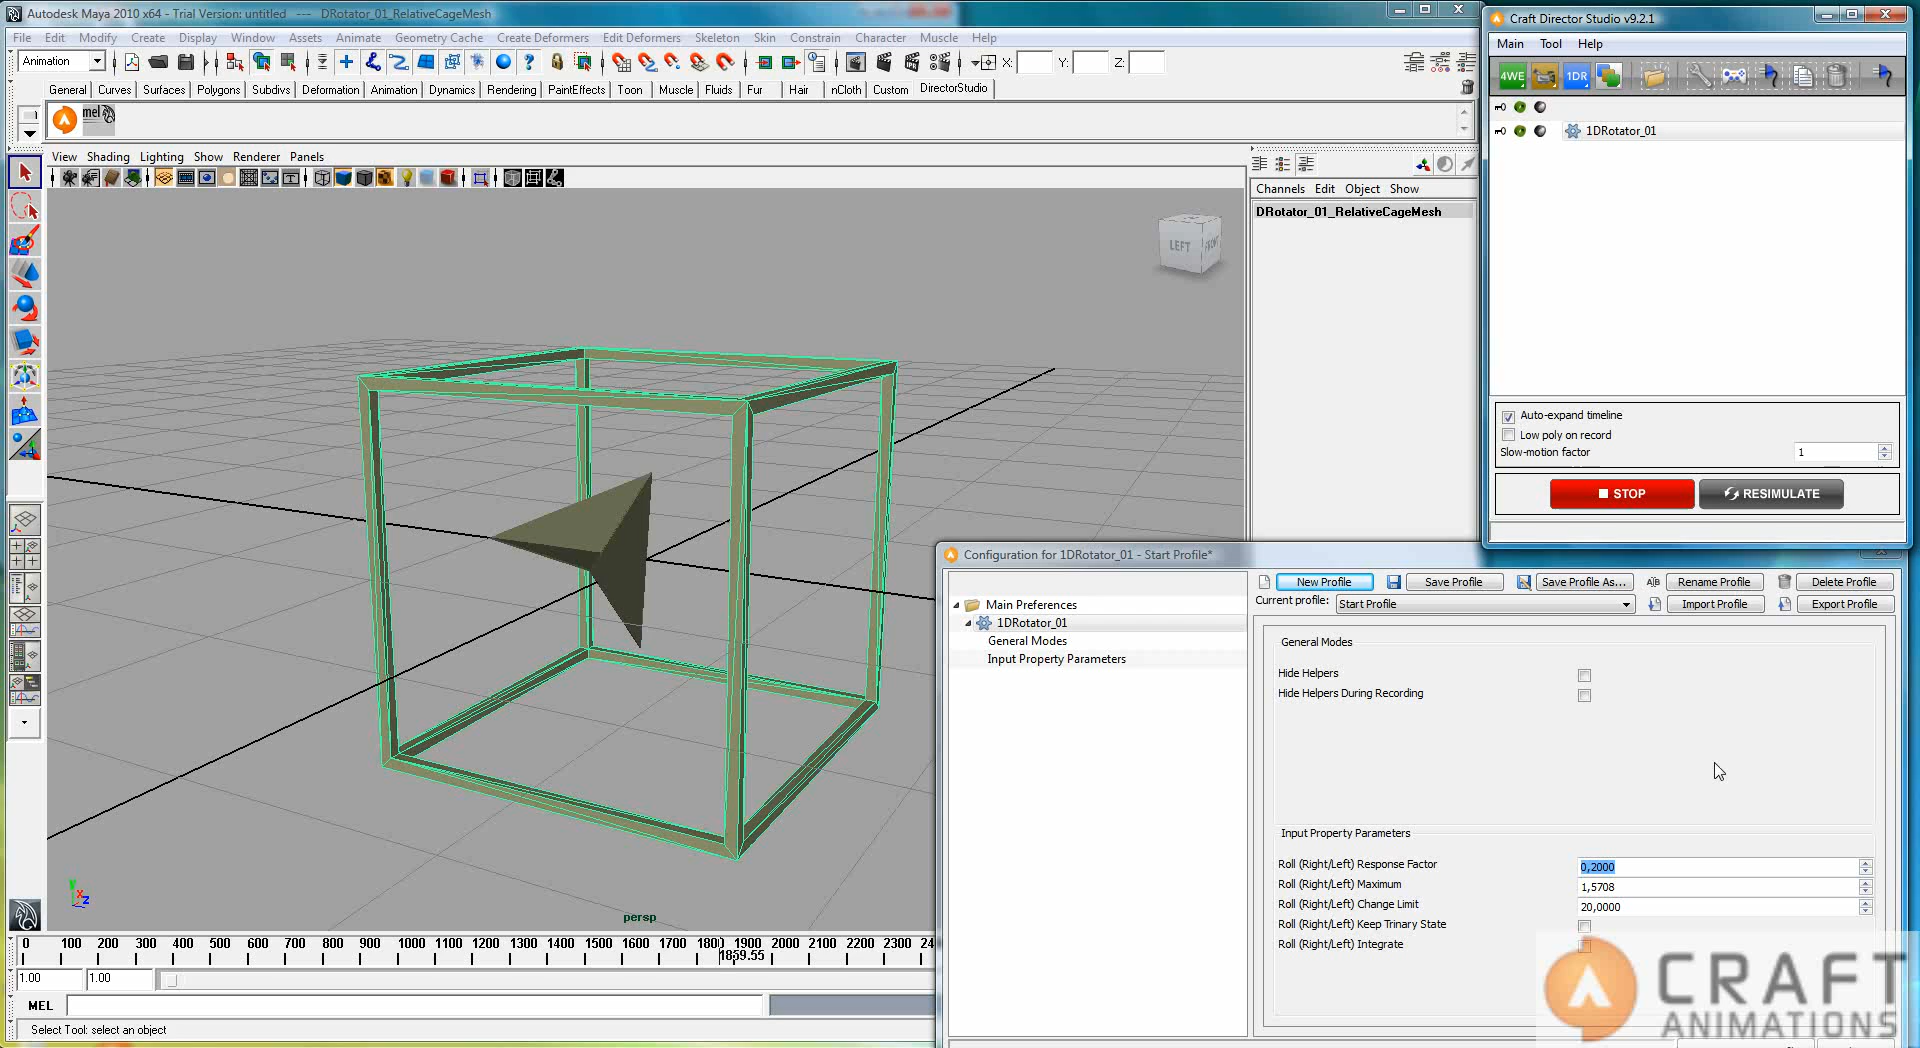 Autodesk Maya 2010 x64 - Trial Version: untitled --- DRotator_01_RelativeCageMesh
File Edit Modify Create Display Window Assets Animate Geometry Cache Create Deformers Edit Deformers Skeleton Skin Constrain Character Muscle Help
Animation X: Y: Z:
General Curves Surfaces Polygons Subdivs Deformation Animation Dynamics Rendering PaintEffects Toon Muscle Fluids Fur Hair nCloth Custom DirectorStudio
mel
View Shading Lighting Show Renderer Panels
Channels Edit Object Show
DRotator_01_RelativeCageMesh
LEFT FRONT
persp
0 100 200 300 400 500 600 700 800 900 1000 1100 1200 1300 1400 1500 1600 1700 1800 1900 2000 2100 2200 2300 24
1859.55
1.00 1.00
MEL
Select Tool: select an object
Craft Director Studio v9.2.1
Main Tool Help
4WE 1DR
1DRotator_01
Auto-expand timeline
Low poly on record
Slow-motion factor 1
STOP RESIMULATE
Configuration for 1DRotator_01 - Start Profile*
Main Preferences
1DRotator_01
General Modes
Input Property Parameters
New Profile Save Profile Save Profile As... Rename Profile Delete Profile
Current profile: Start Profile Import Profile Export Profile
General Modes
Hide Helpers
Hide Helpers During Recording
Input Property Parameters
Roll (Right/Left) Response Factor 0,2000
Roll (Right/Left) Maximum 1,5708
Roll (Right/Left) Change Limit 20,0000
Roll (Right/Left) Keep Trinary State
Roll (Right/Left) Integrate
CRAFT
ANIMATIONS